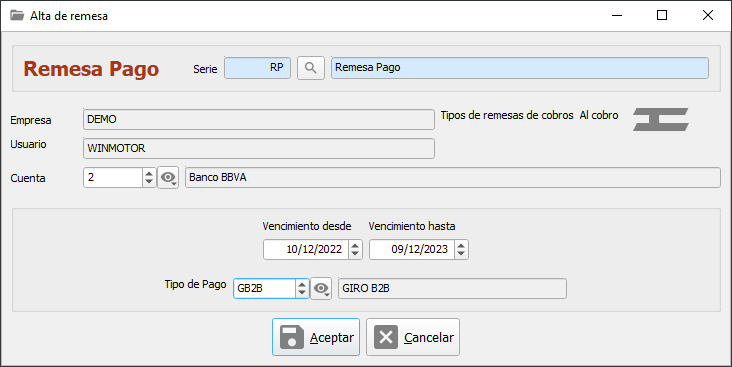 Alta de remesa
Remesa Pago Serie RP Remesa Pago
Empresa DEMO Tipos de remesas de cobros Al cobro
Usuario WINMOTOR
Cuenta 2 Banco BBVA
Vencimiento desde Vencimiento hasta
10/12/2022 09/12/2023
Tipo de Pago GB2B GIRO B2B
Aceptar Cancelar